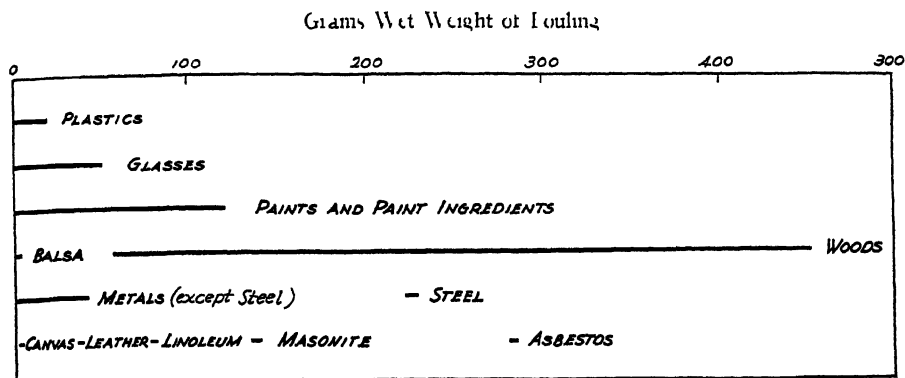 Grams Wet Weight of Fouling
0 100 200 300 400 300
PLASTICS
GLASSES
PAINTS AND PAINT INGREDIENTS
BALSA WOODS
METALS (except Steel) STEEL
-CANVAS-LEATHER-LINOLEUM - MASONITE - ASBESTOS